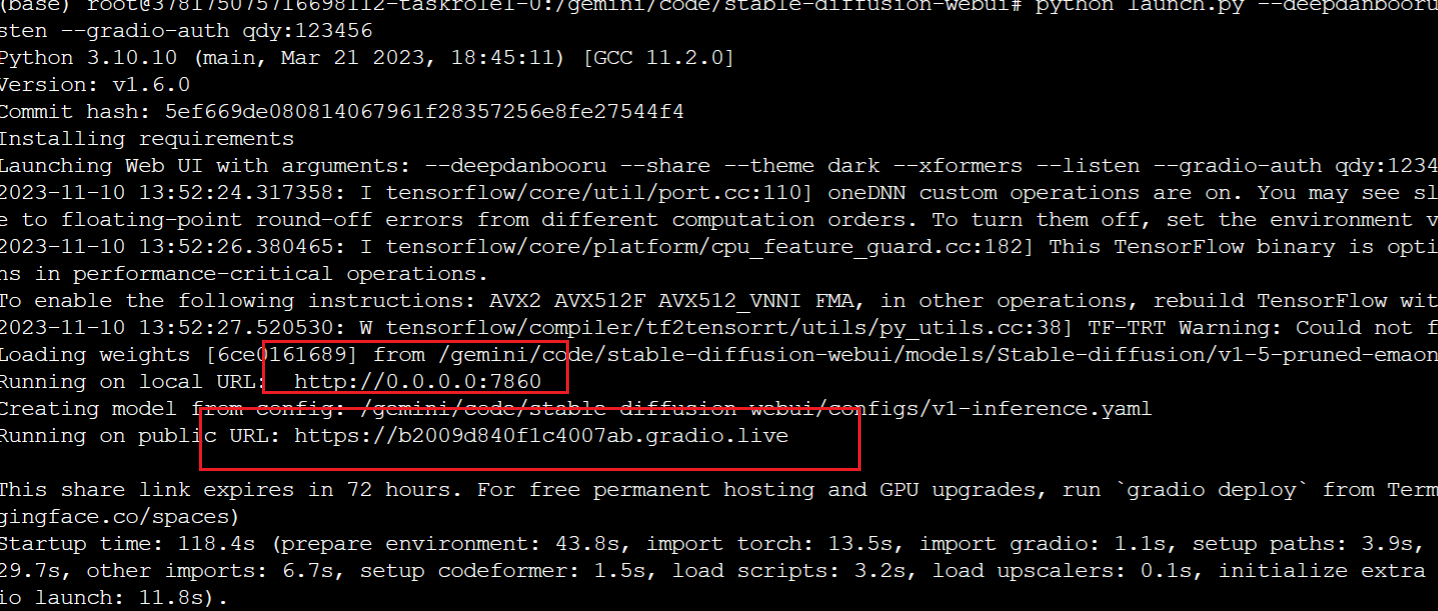 (base) root@378175075716698112-taskrole1-0:/gemini/code/stable-diffusion-webui# python launch.py --deepdanbooru
sten --gradio-auth qdy:123456
Python 3.10.10 (main, Mar 21 2023, 18:45:11) [GCC 11.2.0]
Version: v1.6.0
Commit hash: 5ef669de080814067961f28357256e8fe27544f4
Installing requirements
Launching Web UI with arguments: --deepdanbooru --share --theme dark --xformers --listen --gradio-auth qdy:1234
2023-11-10 13:52:24.317358: I tensorflow/core/util/port.cc:110] oneDNN custom operations are on. You may see sl
e to floating-point round-off errors from different computation orders. To turn them off, set the environment v
2023-11-10 13:52:26.380465: I tensorflow/core/platform/cpu_feature_guard.cc:182] This TensorFlow binary is opti
ns in performance-critical operations.
To enable the following instructions: AVX2 AVX512F AVX512_VNNI FMA, in other operations, rebuild TensorFlow wit
2023-11-10 13:52:27.520530: W tensorflow/compiler/tf2tensorrt/utils/py_utils.cc:38] TF-TRT Warning: Could not f
Loading weights [6ce0161689] from /gemini/code/stable-diffusion-webui/models/Stable-diffusion/v1-5-pruned-emaon
Running on local URL:  http://0.0.0.0:7860
Creating model from config: /gemini/code/stable-diffusion-webui/configs/v1-inference.yaml
Running on public URL: https://b2009d840f1c4007ab.gradio.live
This share link expires in 72 hours. For free permanent hosting and GPU upgrades, run `gradio deploy` from Term
gingface.co/spaces)
Startup time: 118.4s (prepare environment: 43.8s, import torch: 13.5s, import gradio: 1.1s, setup paths: 3.9s,
29.7s, other imports: 6.7s, setup codeformer: 1.5s, load scripts: 3.2s, load upscalers: 0.1s, initialize extra
io launch: 11.8s).